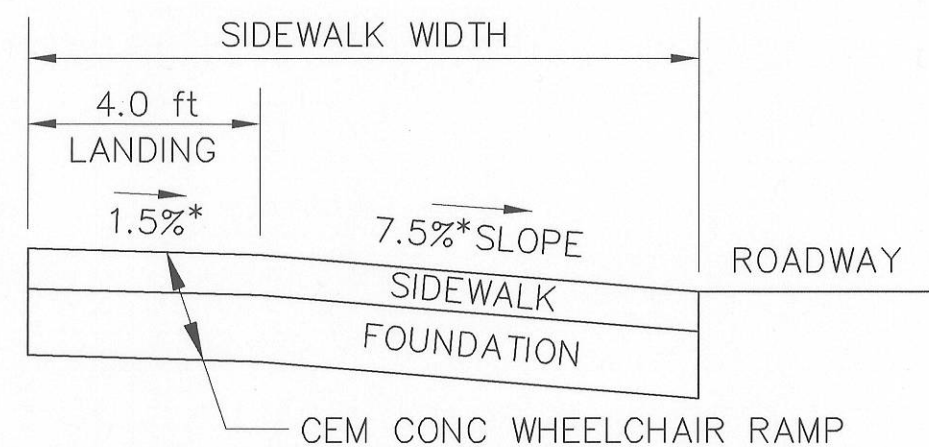 SIDEWALK WIDTH
4.0 ft
LANDING
1.5%*
7.5%*SLOPE
ROADWAY
SIDEWALK
FOUNDATION
CEM CONC WHEELCHAIR RAMP